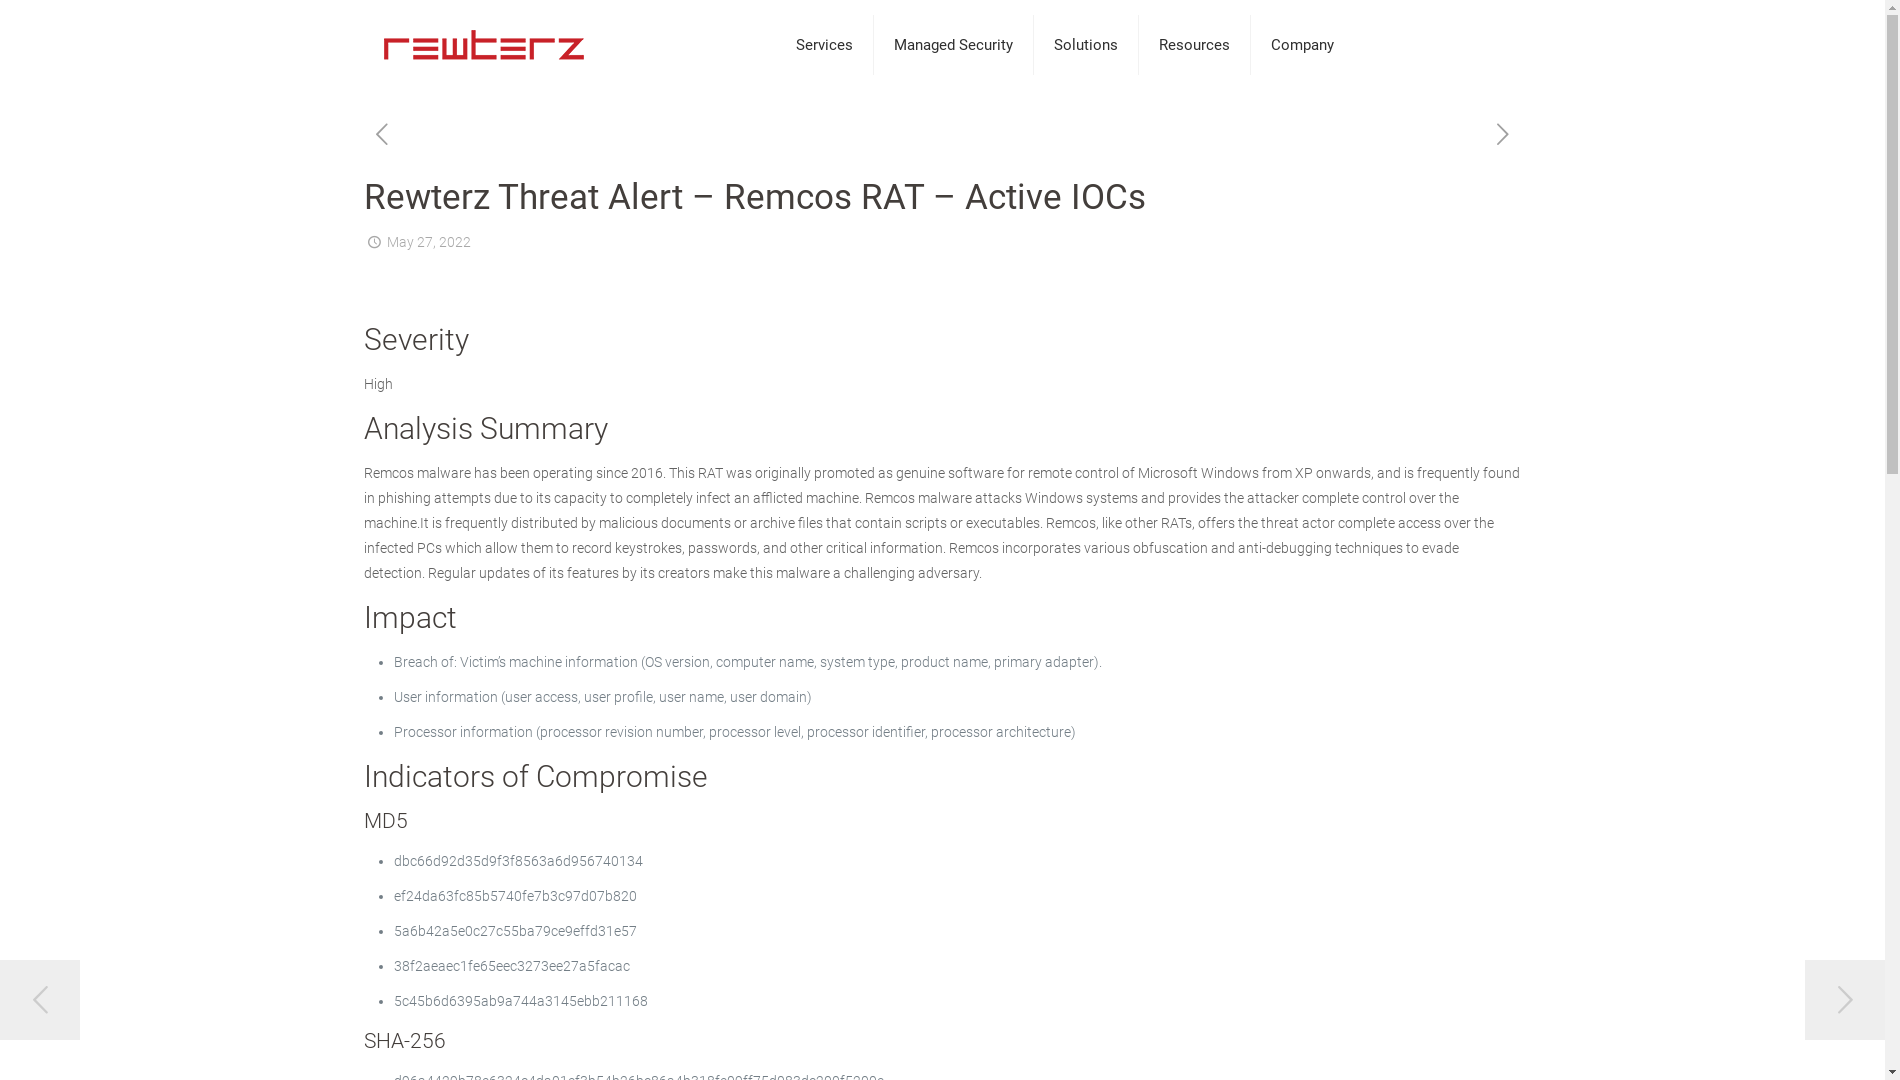 rewterz
Services
Managed Security
Solutions
Resources
Company
Rewterz Threat Alert – Remcos RAT – Active IOCs
May 27, 2022
Severity
High
Analysis Summary
Remcos malware has been operating since 2016. This RAT was originally promoted as genuine software for remote control of Microsoft Windows from XP onwards, and is frequently found
in phishing attempts due to its capacity to completely infect an afflicted machine. Remcos malware attacks Windows systems and provides the attacker complete control over the
machine.It is frequently distributed by malicious documents or archive files that contain scripts or executables. Remcos, like other RATs, offers the threat actor complete access over the
infected PCs which allow them to record keystrokes, passwords, and other critical information. Remcos incorporates various obfuscation and anti-debugging techniques to evade
detection. Regular updates of its features by its creators make this malware a challenging adversary.
Impact
Breach of: Victim's machine information (OS version, computer name, system type, product name, primary adapter).
User information (user access, user profile, user name, user domain)
Processor information (processor revision number, processor level, processor identifier, processor architecture)
Indicators of Compromise
MD5
dbc66d92d35d9f3f8563a6d956740134
ef24da63fc85b5740fe7b3c97d07b820
5a6b42a5e0c27c55ba79ce9effd31e57
38f2aeaec1fe65eec3273ee27a5facac
5c45b6d6395ab9a744a3145ebb211168
SHA-256